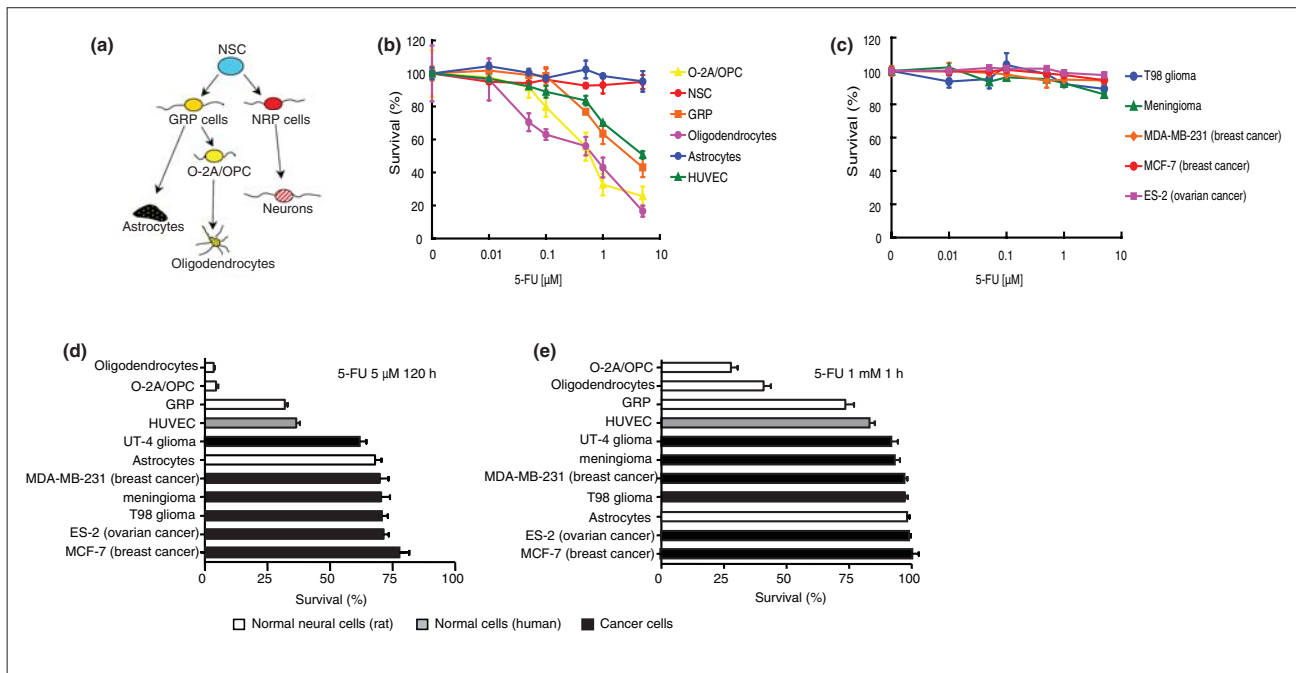 (a)
NSC
GRP cells
NRP cells
O-2A/OPC
Astrocytes
Neurons
Oligodendrocytes
(b)
120
100
80
60
40
20
0
Survival (%)
0 0.01 0.1 1 10
5-FU [µM]
O-2A/OPC
NSC
GRP
Oligodendrocytes
Astrocytes
HUVEC
(c)
120
100
80
60
40
20
0
Survival (%)
0 0.01 0.1 1 10
5-FU [µM]
T98 glioma
Meningioma
MDA-MB-231 (breast cancer)
MCF-7 (breast cancer)
ES-2 (ovarian cancer)
(d)
5-FU 5 µM 120 h
Oligodendrocytes
O-2A/OPC
GRP
HUVEC
UT-4 glioma
Astrocytes
MDA-MB-231 (breast cancer)
meningioma
T98 glioma
ES-2 (ovarian cancer)
MCF-7 (breast cancer)
0 25 50 75 100
Survival (%)
(e)
5-FU 1 mM 1 h
O-2A/OPC
Oligodendrocytes
GRP
HUVEC
UT-4 glioma
meningioma
MDA-MB-231 (breast cancer)
T98 glioma
Astrocytes
ES-2 (ovarian cancer)
MCF-7 (breast cancer)
0 25 50 75 100
Survival (%)
Normal neural cells (rat) Normal cells (human) Cancer cells